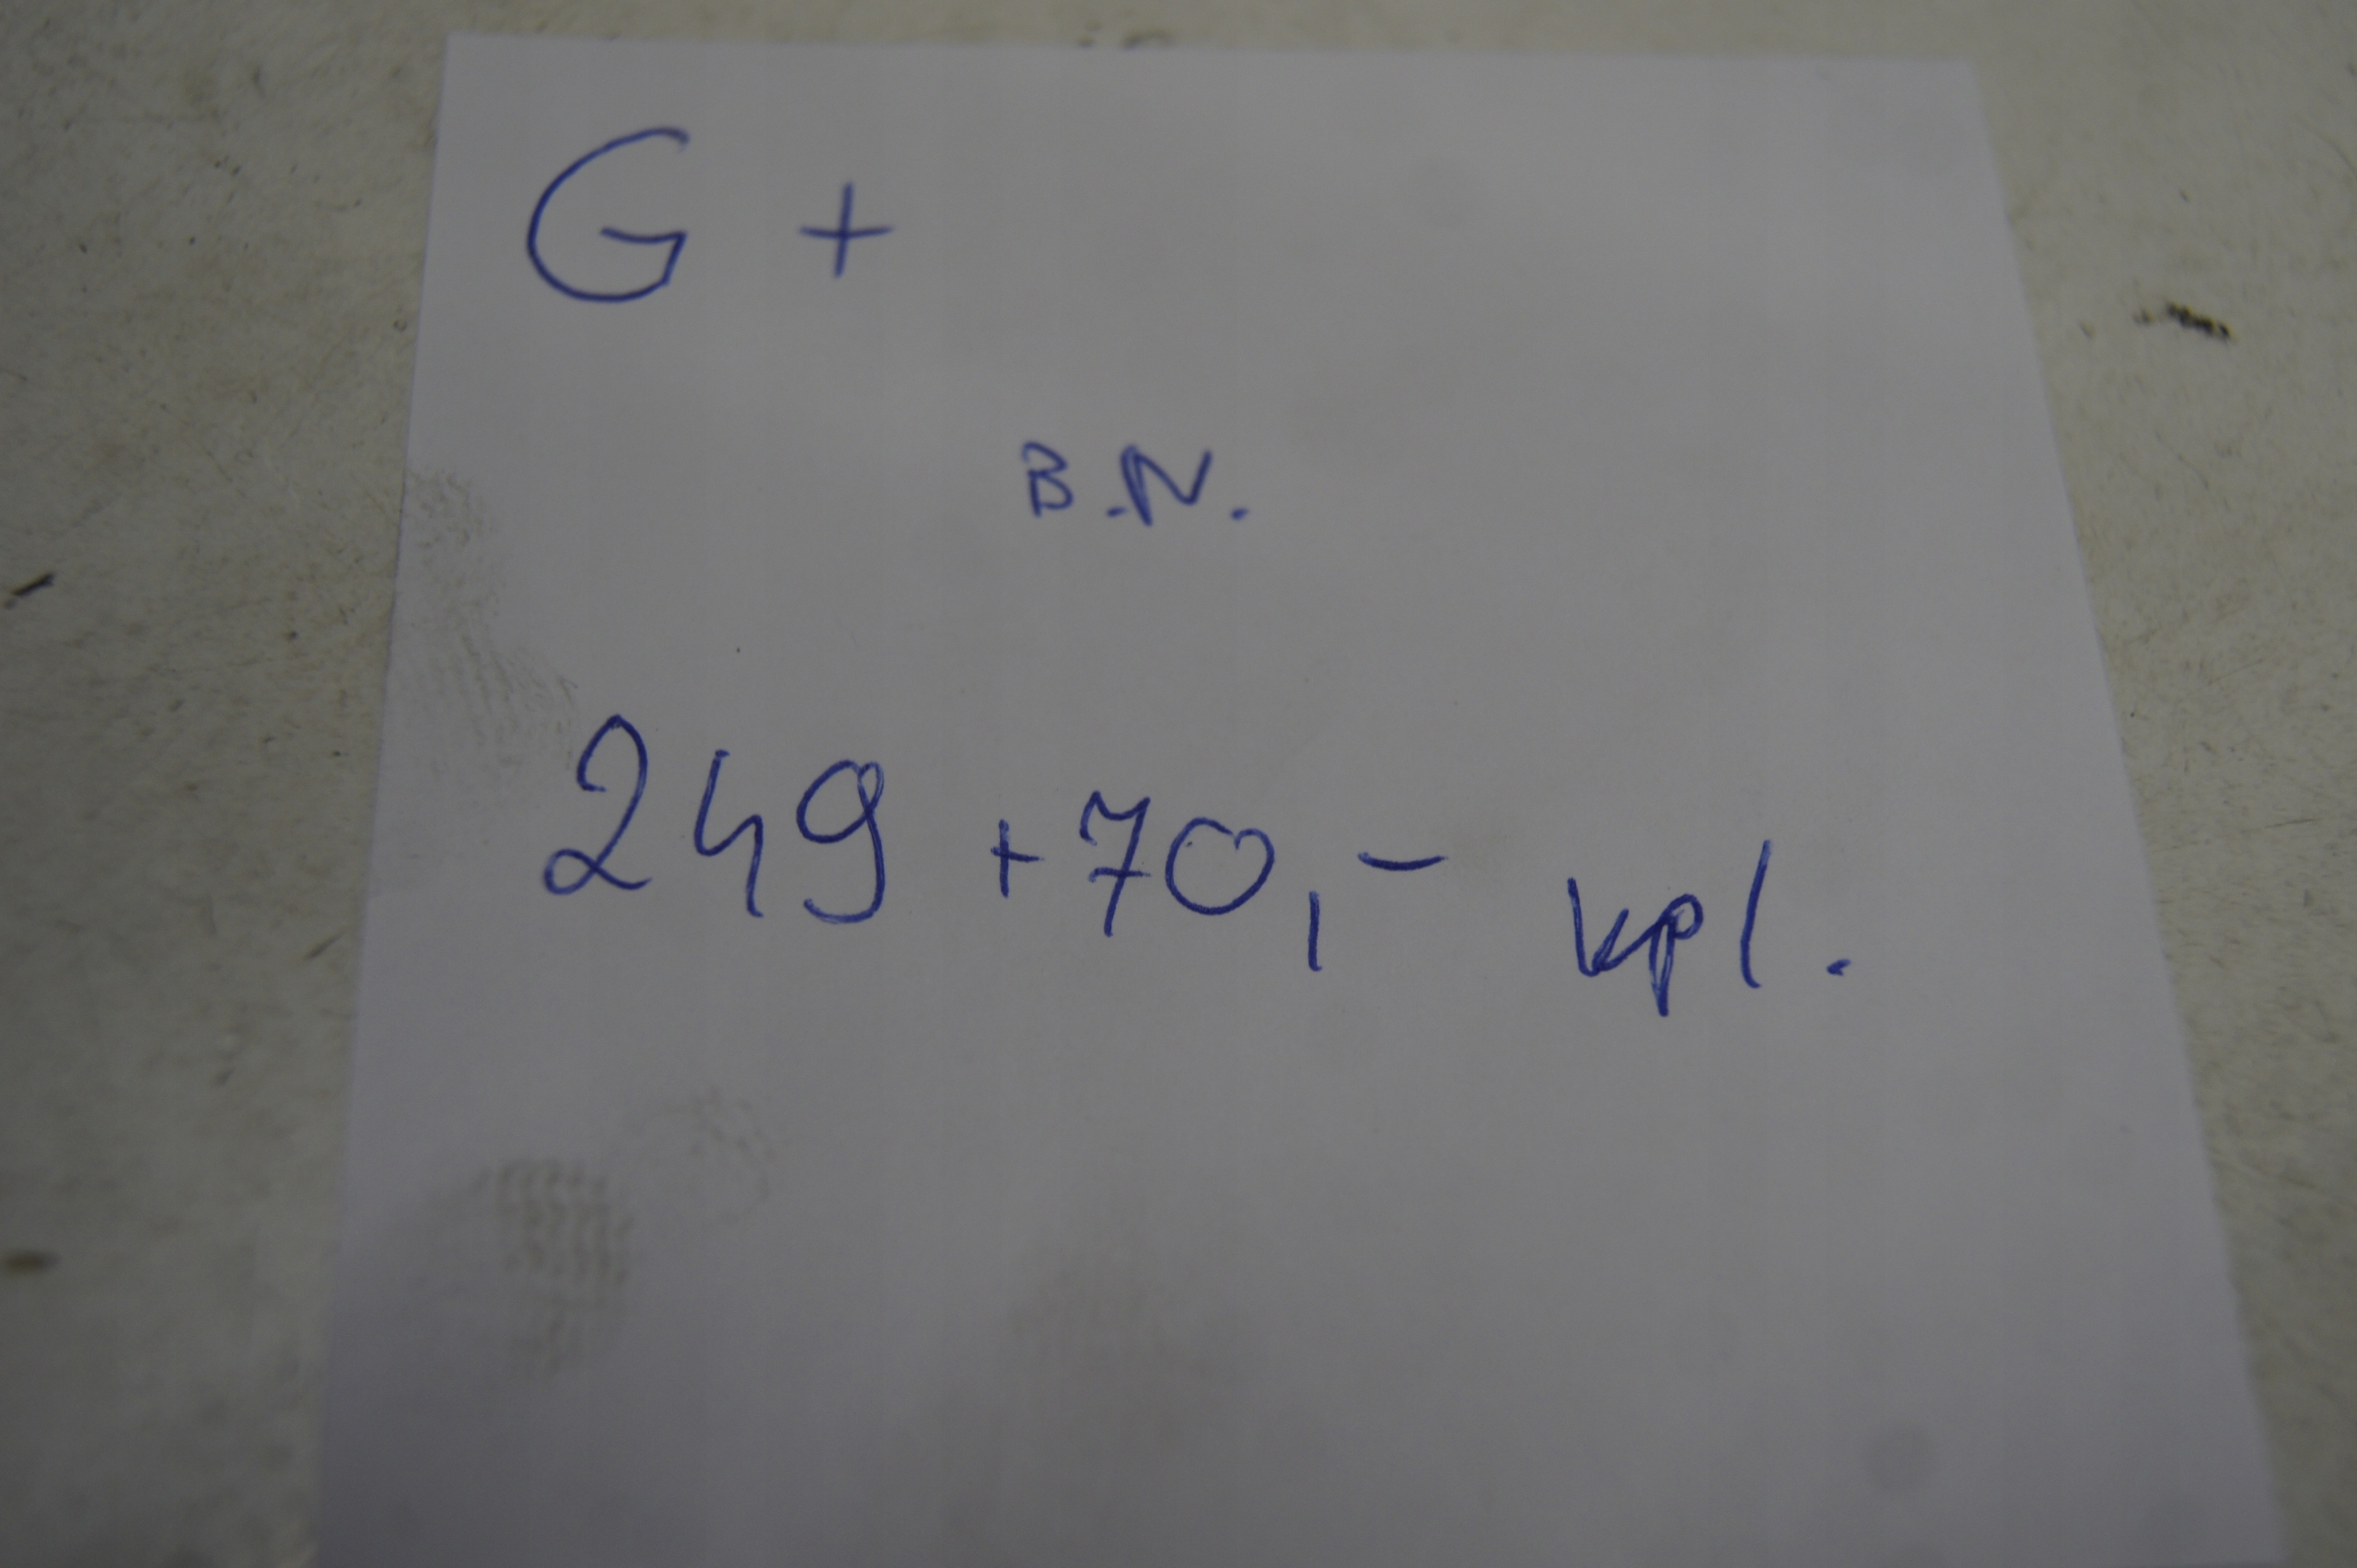 G +
B.N.
249 +70,- kpl.